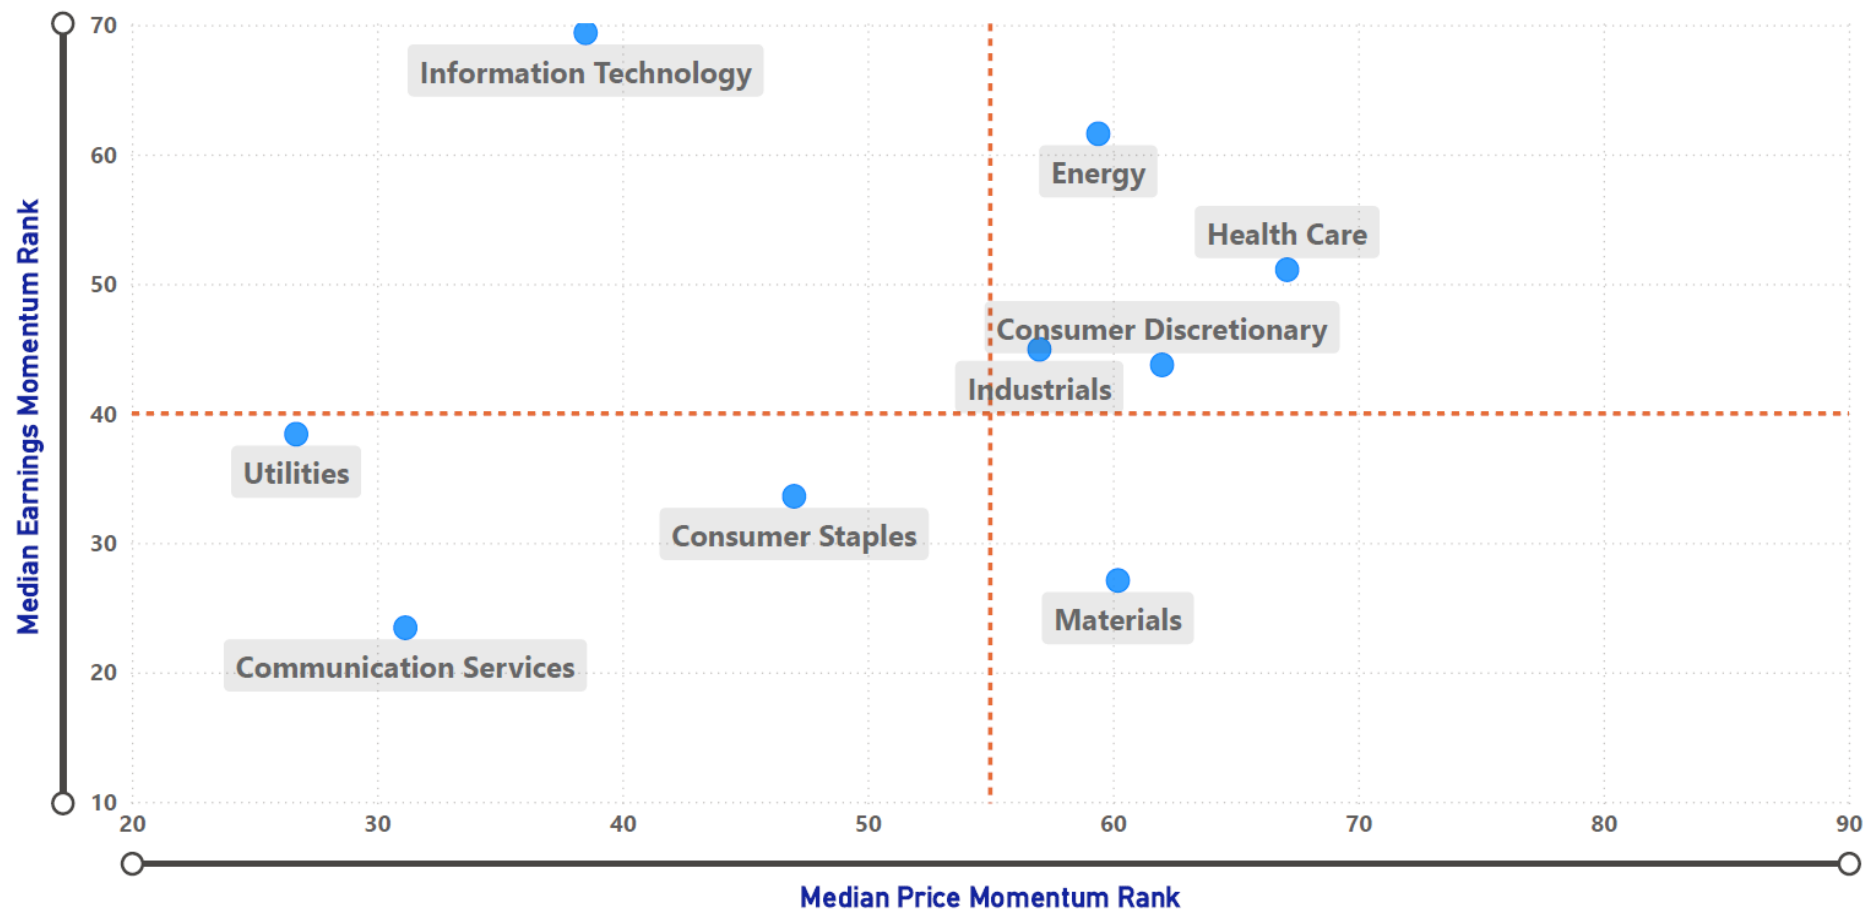 70
Information Technology
60
Energy
Health Care
50
Consumer Discretionary
Industrials
40
Utilities
Consumer Staples
30
Materials
Communication Services
20
10
20 30 40 50 60 70 80 90
Median Earnings Momentum Rank
Median Price Momentum Rank